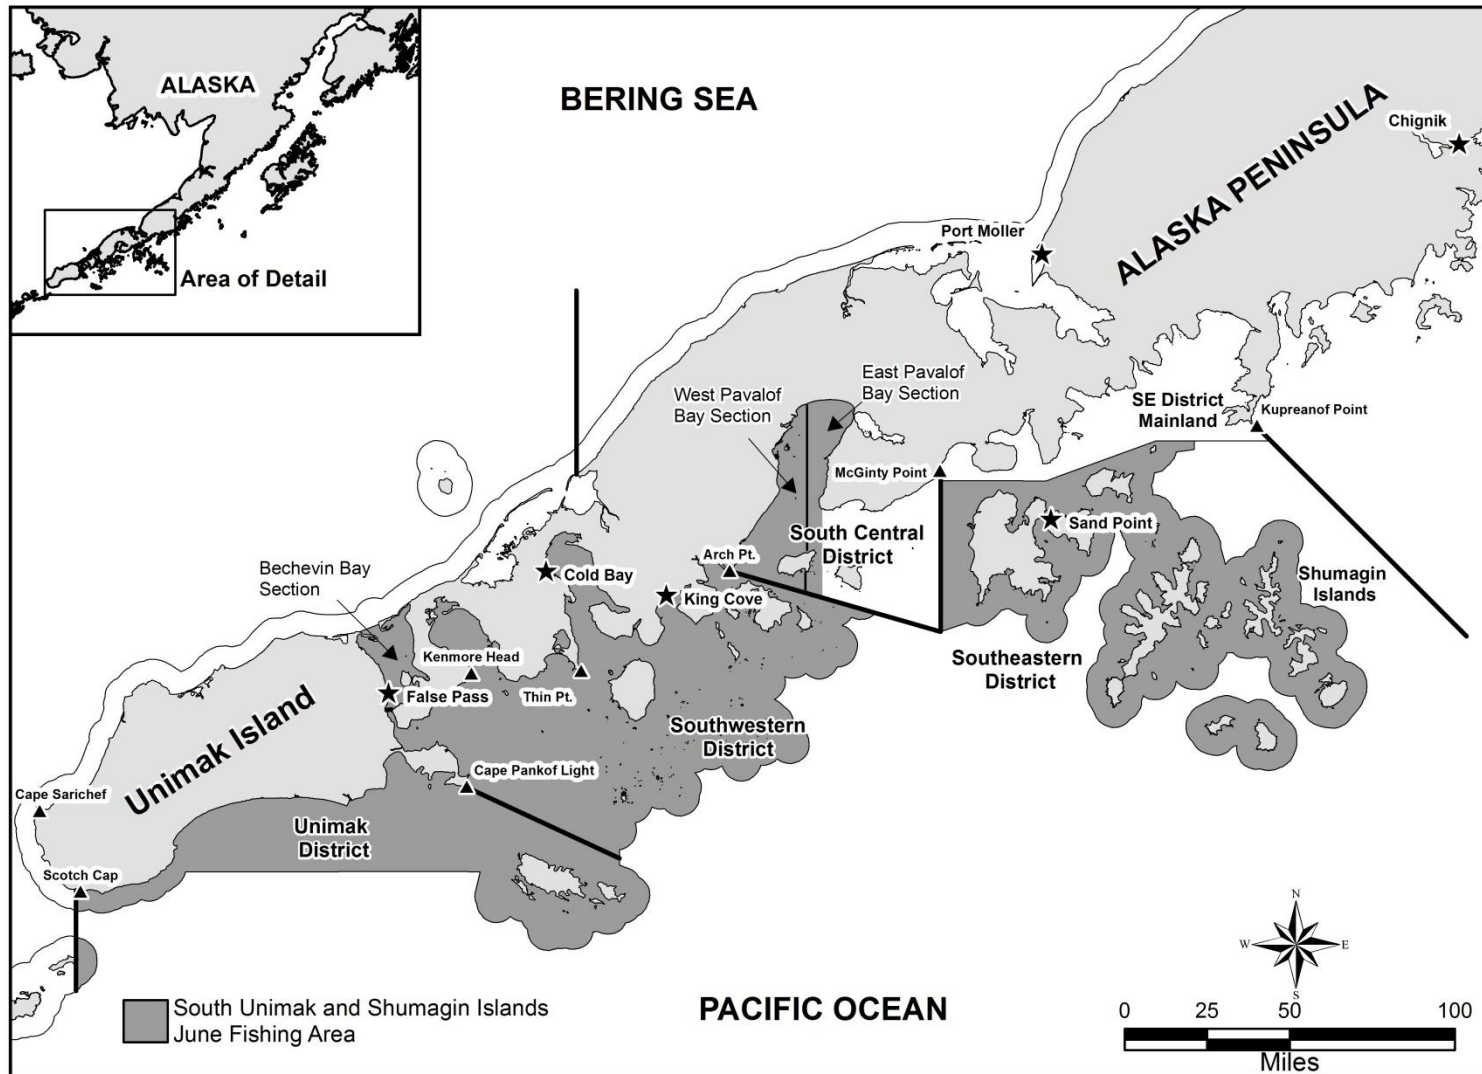 ALASKA
Area of Detail
BERING SEA
ALASKA PENINSULA
Chignik
Port Moller
East Pavalof
Bay Section
West Pavalof
Bay Section
SE District
Mainland
Kupreanof Point
McGinty Point
Sand Point
South Central
District
Arch Pt.
Shumagin
Islands
Bechevin Bay
Section
Cold Bay
King Cove
Kenmore Head
Thin Pt.
False Pass
Southeastern
District
Southwestern
District
Unimak Island
Cape Pankof Light
Cape Sarichef
Unimak
District
Scotch Cap
PACIFIC OCEAN
South Unimak and Shumagin Islands
June Fishing Area
N
W E
S
0 25 50 100
Miles